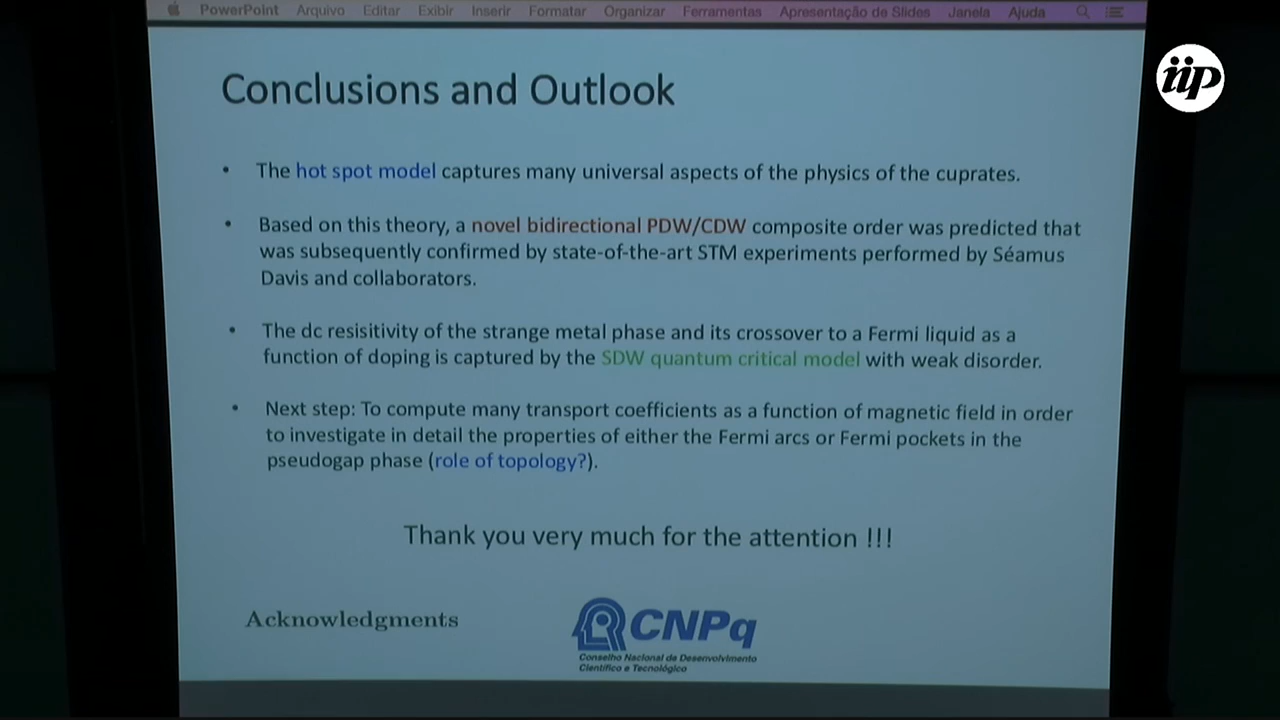 PowerPoint Arquivo Editar Exibir Inserir Formatar Organizar Ferramentas Apresentação de Slides Janela Ajuda
iip
Conclusions and Outlook
• The hot spot model captures many universal aspects of the physics of the cuprates.
• Based on this theory, a novel bidirectional PDW/CDW composite order was predicted that
was subsequently confirmed by state-of-the-art STM experiments performed by Séamus
Davis and collaborators.
• The dc resisitivity of the strange metal phase and its crossover to a Fermi liquid as a
function of doping is captured by the SDW quantum critical model with weak disorder.
• Next step: To compute many transport coefficients as a function of magnetic field in order
to investigate in detail the properties of either the Fermi arcs or Fermi pockets in the
pseudogap phase (role of topology?).
Thank you very much for the attention !!!
Acknowledgments
CNPq
Conselho Nacional de Desenvolvimento
Científico e Tecnológico